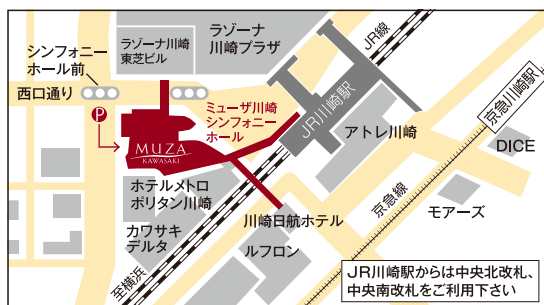 ラゾーナ川崎
東芝ビル
ラゾーナ
川崎プラザ
JR線
シンフォニー
ホール前
西口通り
P
ミューザ川崎
シンフォニー
ホール
JR川崎駅
京急川崎駅
MUZA
KAWASAKI
アトレ川崎
DICE
ホテルメトロ
ポリタン川崎
川崎日航ホテル
京急線
モアーズ
カワサキ
デルタ
ルフロン
至横浜
JR川崎駅からは中央北改札、
中央南改札をご利用下さい